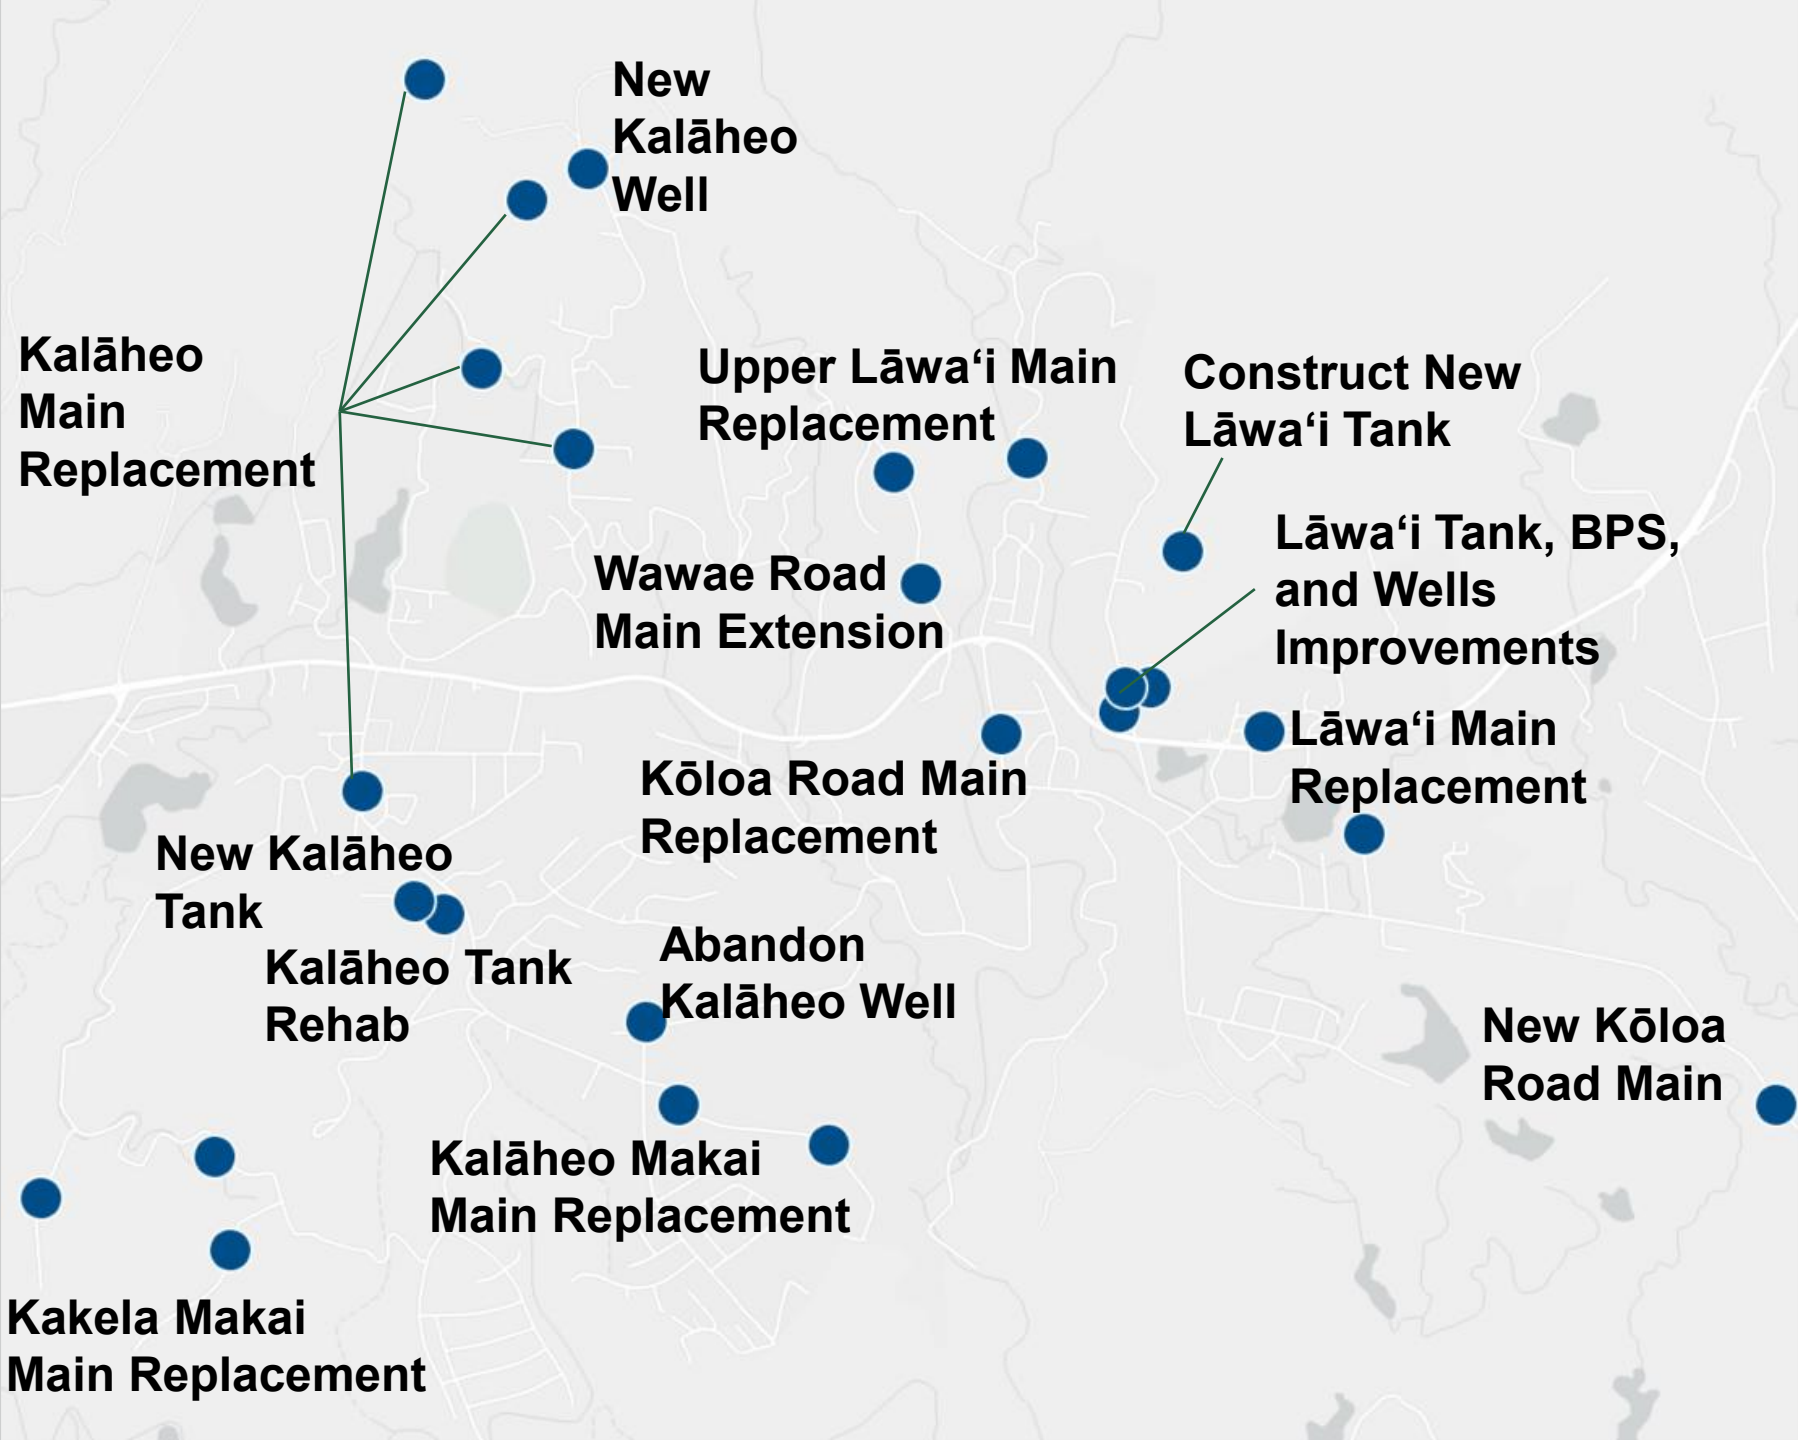 New
Kalāheo
Well
Kalāheo
Main
Replacement
Upper Lāwaʻi Main
Replacement
Construct New
Lāwaʻi Tank
Lāwaʻi Tank, BPS,
and Wells
Improvements
Wawae Road
Main Extension
Lāwaʻi Main
Replacement
Kōloa Road Main
Replacement
New Kalāheo
Tank
Kalāheo Tank
Rehab
Abandon
Kalāheo Well
New Kōloa
Road Main
Kalāheo Makai
Main Replacement
Kakela Makai
Main Replacement